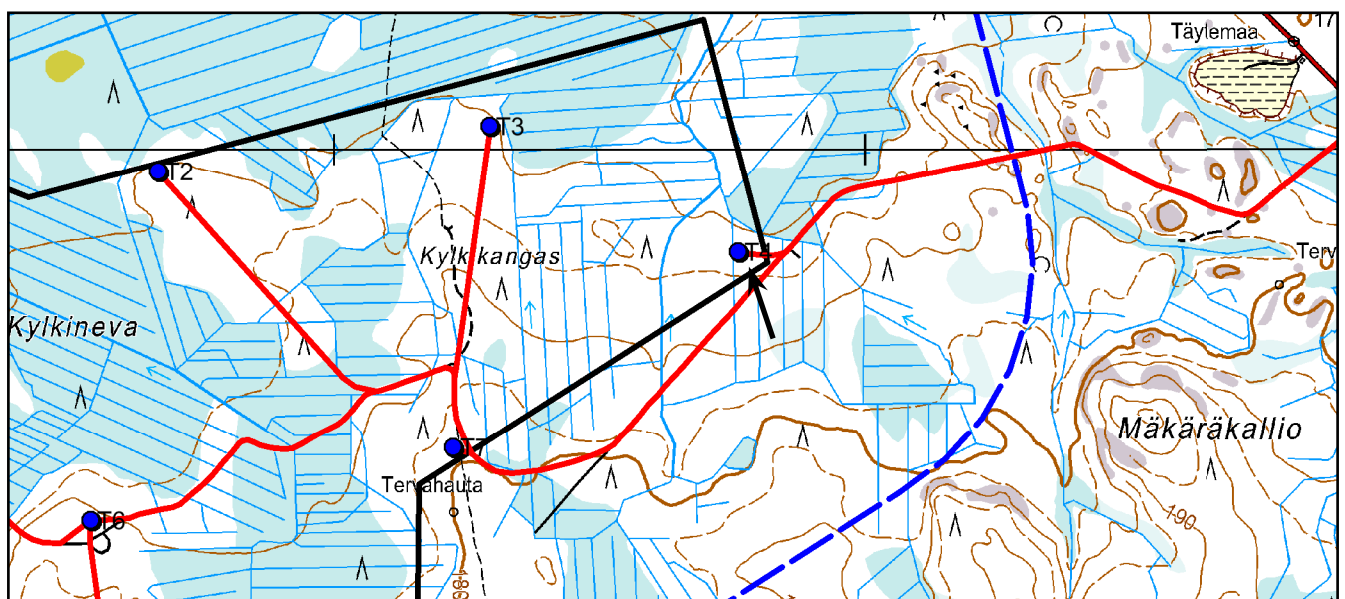 17
Täylemaa
T3
T2
T4
Kylkikangas
Terv
Kylkineva
Mäkäräkallio
T7
Tervahauta
T6
190